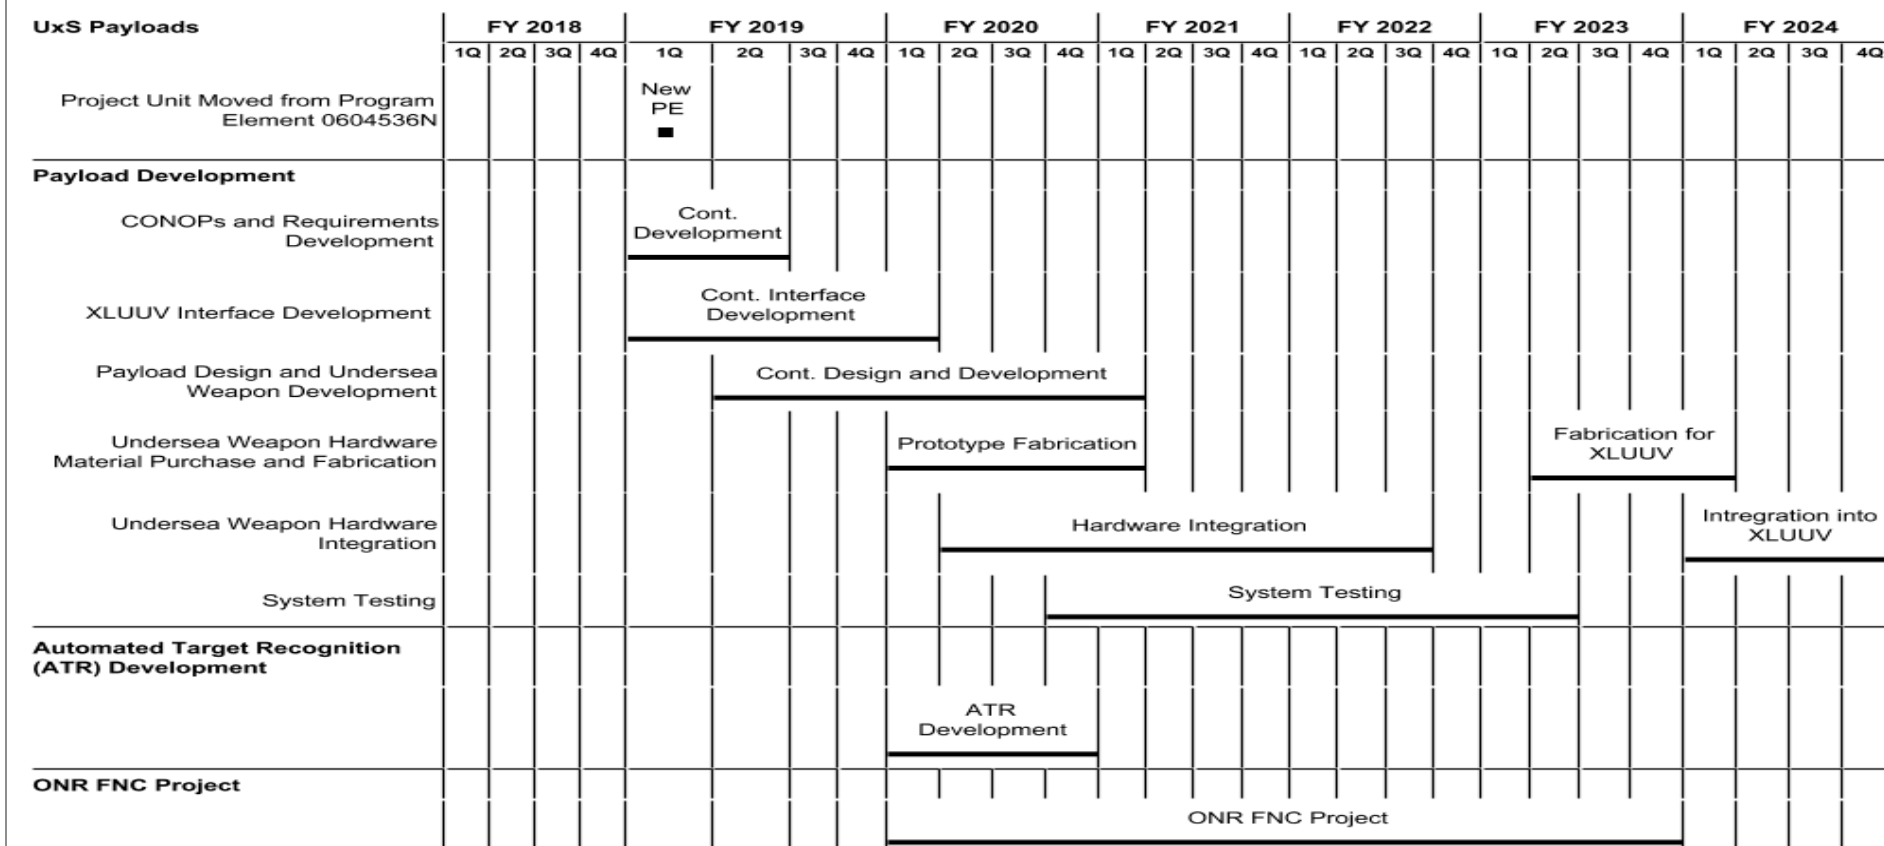 UxS Payloads FY 2018 FY 2019 FY 2020 FY 2021 FY 2022 FY 2023 FY 2024
1Q 2Q 3Q 4Q 1Q 2Q 3Q 4Q 1Q 2Q 3Q 4Q 1Q 2Q 3Q 4Q 1Q 2Q 3Q 4Q 1Q 2Q 3Q 4Q 1Q 2Q 3Q 4Q
Project Unit Moved from Program
Element 0604536N
New
PE
Payload Development
CONOPs and Requirements
Development
Cont.
Development
XLUUV Interface Development
Cont. Interface
Development
Payload Design and Undersea
Weapon Development
Cont. Design and Development
Undersea Weapon Hardware
Material Purchase and Fabrication
Prototype Fabrication
Fabrication for
XLUUV
Undersea Weapon Hardware
Integration
Hardware Integration
Intregration into
XLUUV
System Testing
System Testing
Automated Target Recognition
(ATR) Development
ATR
Development
ONR FNC Project
ONR FNC Project